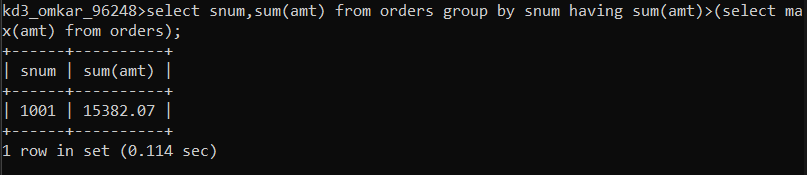 kd3_omkar_96248>select snum,sum(amt) from orders group by snum having sum(amt)>(select ma
x(amt) from orders);
+------+----------+
| snum | sum(amt) |
+------+----------+
| 1001 | 15382.07 |
+------+----------+
1 row in set (0.114 sec)